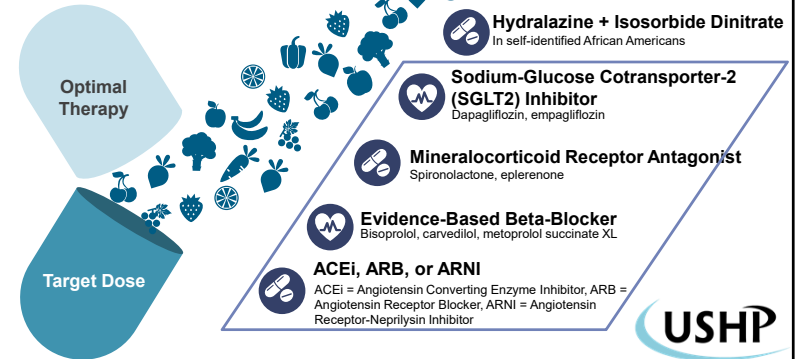 Hydralazine + Isosorbide Dinitrate
In self-identified African Americans
Optimal
Therapy
Sodium-Glucose Cotransporter-2
(SGLT2) Inhibitor
Dapagliflozin, empagliflozin
Mineralocorticoid Receptor Antagonist
Spironolactone, eplerenone
Evidence-Based Beta-Blocker
Bisoprolol, carvedilol, metoprolol succinate XL
Target Dose
ACEi, ARB, or ARNI
ACEi = Angiotensin Converting Enzyme Inhibitor, ARB =
Angiotensin Receptor Blocker, ARNI = Angiotensin
Receptor-Neprilysin Inhibitor
USHP